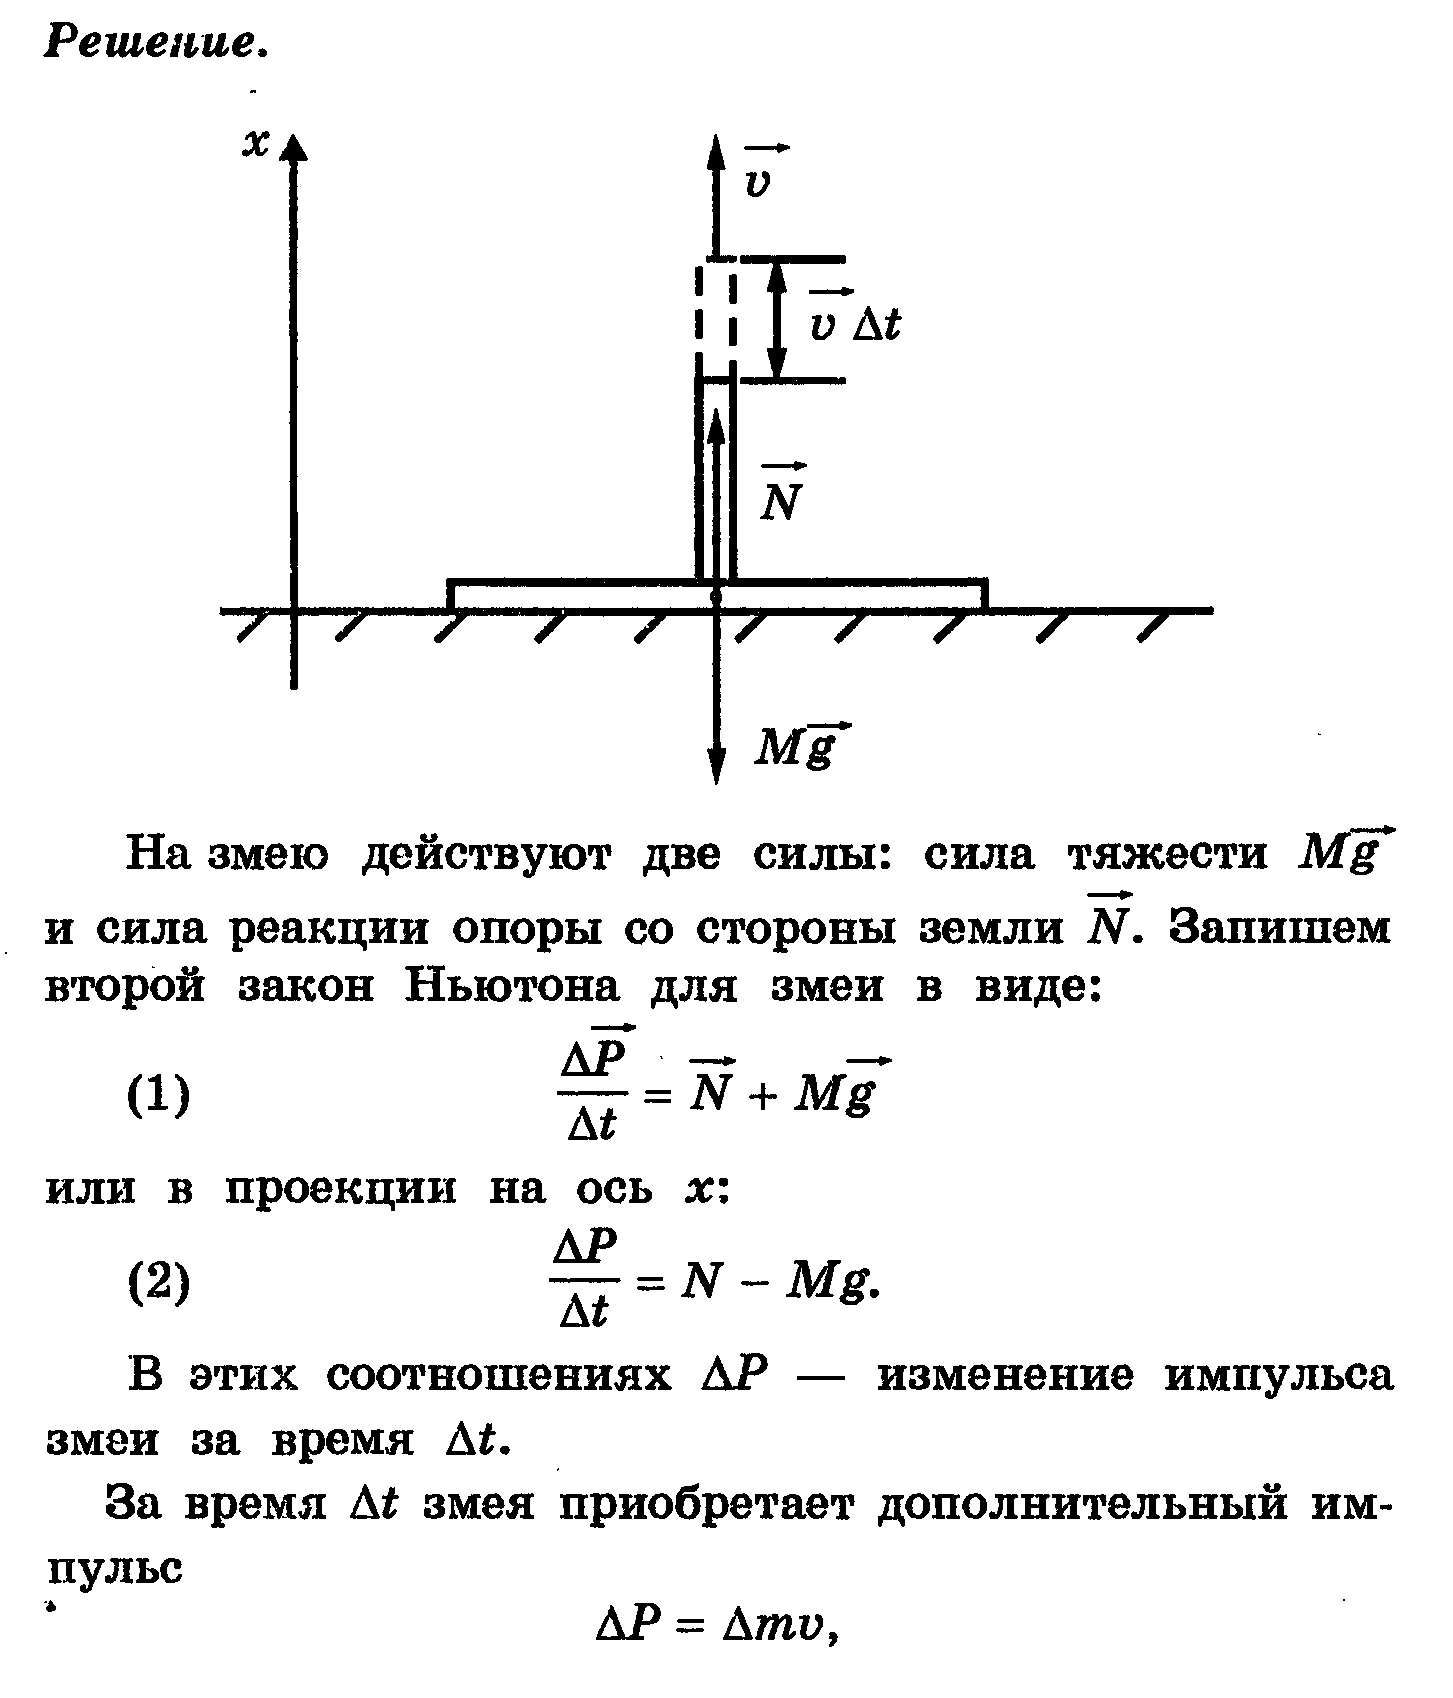 Решение.
x
v
v Δt
N
Mg
На змею действуют две силы: сила тяжести Mg
и сила реакции опоры со стороны земли N. Запишем
второй закон Ньютона для змеи в виде:
(1) ΔP/Δt = N + Mg
или в проекции на ось x:
(2) ΔP/Δt = N − Mg.
В этих соотношениях ΔP — изменение импульса
змеи за время Δt.
За время Δt змея приобретает дополнительный им-
пульс
ΔP = Δmv,